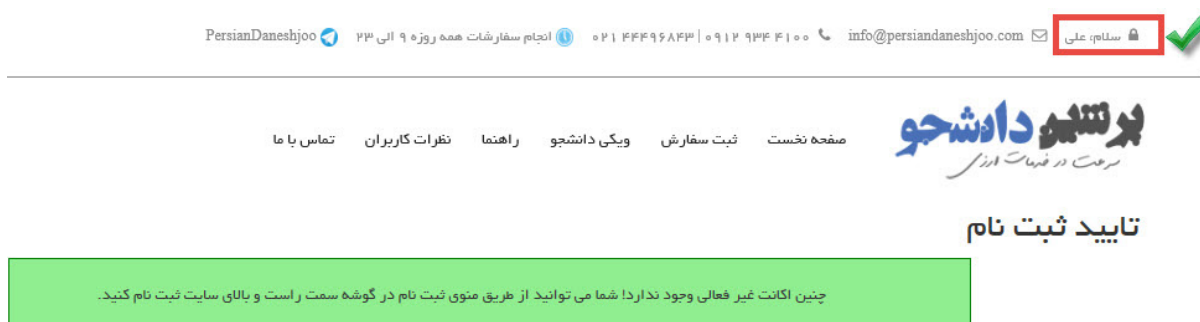 سلام، علی info@persiandaneshjoo.com ۰۹۱۲ ۹۳۴ ۴۱۰۰ | ۰۲۱ ۴۴۴۹۶۸۴۳ انجام سفارشات همه روزه ۹ الی ۲۳ PersianDaneshjoo
پرشین دانشجو
سرعت در خدمات ارزی
صفحه نخست ثبت سفارش ویکی دانشجو راهنما نظرات کاربران تماس با ما
تایید ثبت نام
چنین اکانت غیر فعالی وجود ندارد! شما می توانید از طریق منوی ثبت نام در گوشه سمت راست و بالای سایت ثبت نام کنید.